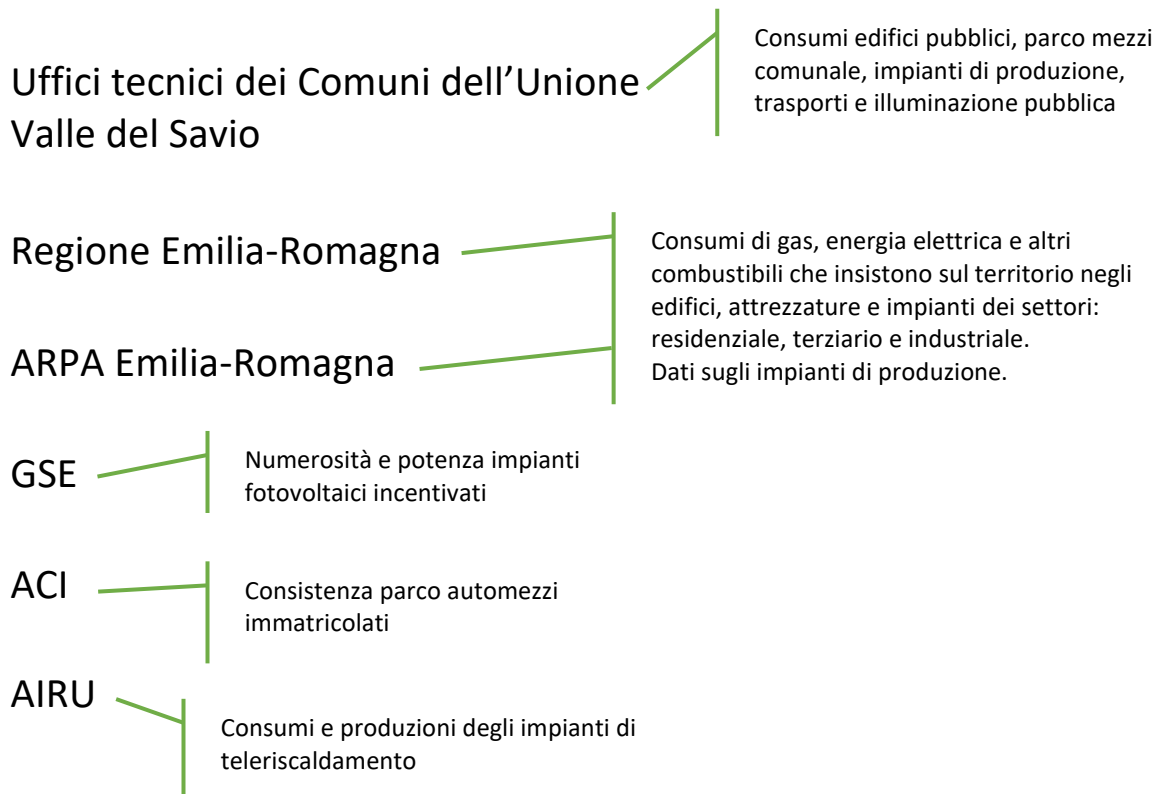 Uffici tecnici dei Comuni dell’Unione
Valle del Savio
Consumi edifici pubblici, parco mezzi
comunale, impianti di produzione,
trasporti e illuminazione pubblica
Regione Emilia-Romagna
ARPA Emilia-Romagna
Consumi di gas, energia elettrica e altri
combustibili che insistono sul territorio negli
edifici, attrezzature e impianti dei settori:
residenziale, terziario e industriale.
Dati sugli impianti di produzione.
GSE
Numerosità e potenza impianti
fotovoltaici incentivati
ACI
Consistenza parco automezzi
immatricolati
AIRU
Consumi e produzioni degli impianti di
teleriscaldamento